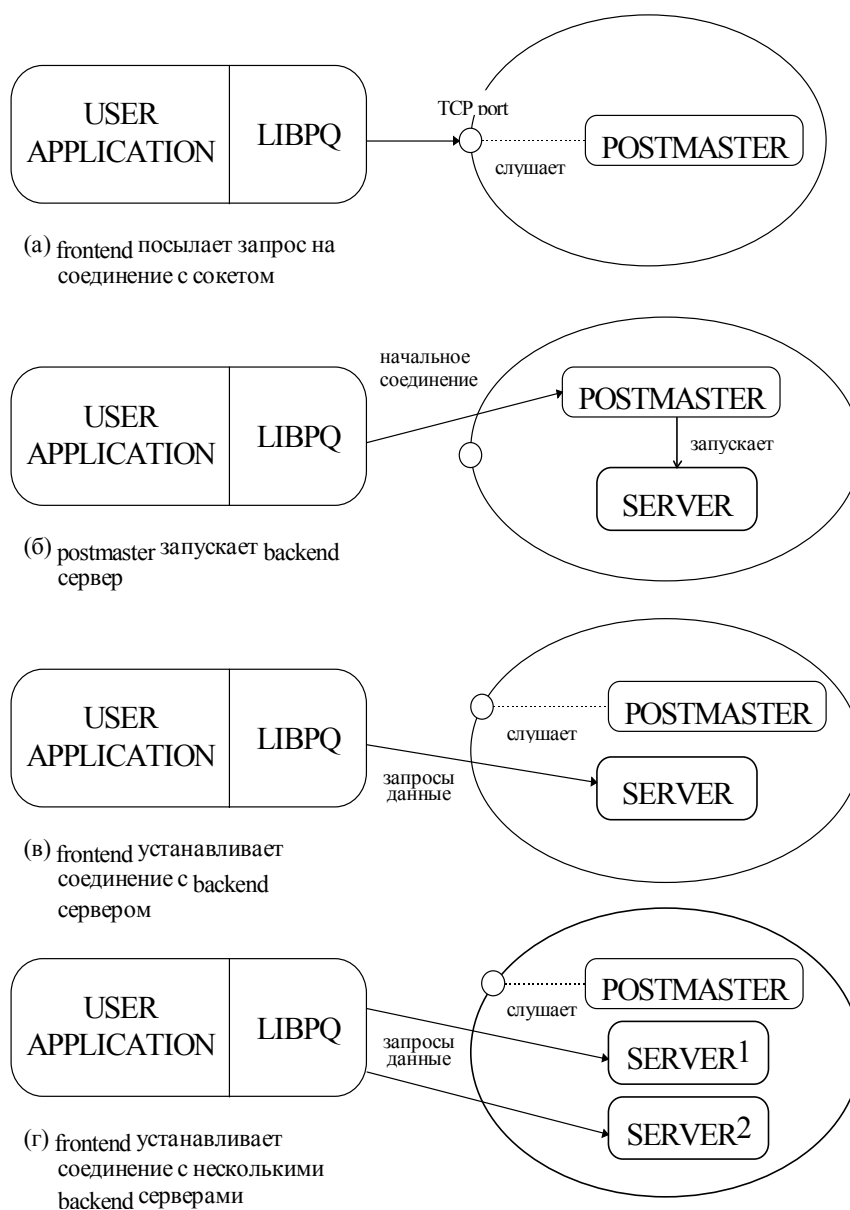 USER
APPLICATION
LIBPQ
TCP port
слушает
POSTMASTER
(а) frontend посылает запрос на
соединение с сокетом
USER
APPLICATION
LIBPQ
начальное
соединение
POSTMASTER
запускает
SERVER
(б) postmaster запускает backend
сервер
USER
APPLICATION
LIBPQ
слушает
POSTMASTER
запросы
данные
SERVER
(в) frontend устанавливает
соединение с backend
сервером
USER
APPLICATION
LIBPQ
слушает
POSTMASTER
запросы
данные
SERVER1
SERVER2
(г) frontend устанавливает
соединение с несколькими
backend серверами